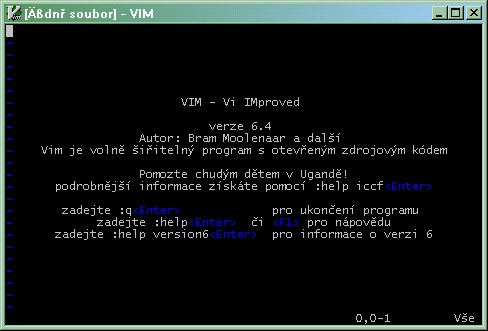 [Äßdnř soubor] - VIM
VIM - Vi IMproved
verze 6.4
Autor: Bram Moolenaar a další
Vim je volně šiřitelný program s otevřeným zdrojovým kódem
Pomozte chudým dětem v Ugandě!
podrobnější informace získáte pomocí :help iccf<Enter>
zadejte :q<Enter> pro ukončení programu
zadejte :help<Enter> či <F1> pro nápovědu
zadejte :help version6<Enter> pro informace o verzi 6
0,0-1 Vše